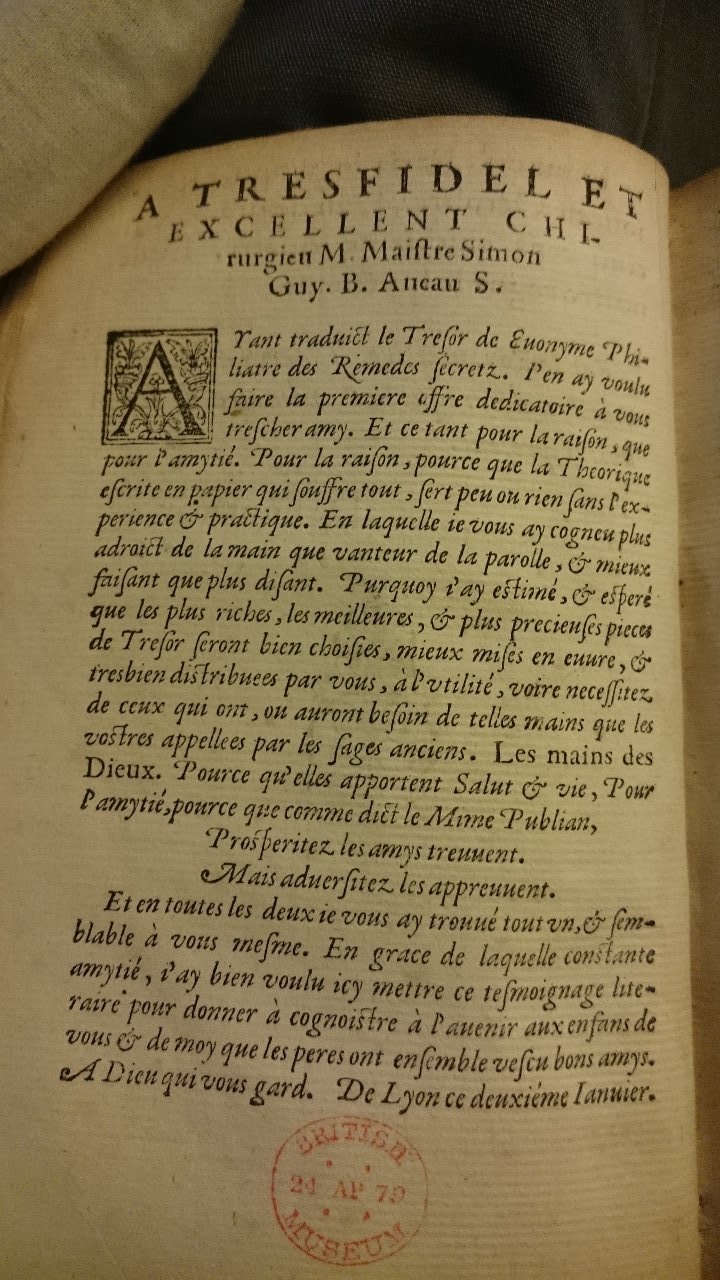 A TRESFIDEL ET
EXCELLENT CHI-
rurgien M. Maiſtre Simon
Guy. B. Aneau S.
AYant traduict le Treſor de Euonyme Phi-
liatre des Remedes ſecretz. I'en ay voulu
faire la premiere offre dedicatoire à vous
treſcher amy. Et ce tant pour la raiſon, que
pour l'amytié. Pour la raiſon, pource que la Theorique
eſcrite en papier qui ſouffre tout, ſert peu ou rien ſans l'ex-
perience & practique. En laquelle ie vous ay cogneu plus
adroict de la main que vanteur de la parolle, & mieux
faiſant que plus diſant. Purquoy i'ay eſtimé, & eſperé
que les plus riches, les meilleures, & plus precieuſes pieces
de Treſor ſeront bien choiſies, mieux miſes en euure, &
tresbien diſtribuees par vous, à l'vtilité, voire neceſſitez
de ceux qui ont, ou auront beſoin de telles mains que les
voſtres appellees par les ſages anciens. Les mains des
Dieux. Pource qu'elles apportent Salut & vie, Pour
l'amytié, pource que comme dict le Mime Publian,
Proſperitez les amys treuuent.
Mais aduerſitez les appreuuent.
Et en toutes les deux ie vous ay trouué tout vn, & ſem-
blable à vous meſme. En grace de laquelle conſtante
amytié, i'ay bien voulu icy mettre ce teſmoignage lite-
raire pour donner à cognoiſtre à l'auenir aux enfans de
vous & de moy que les peres ont enſemble veſcu bons amys.
A Dieu qui vous gard. De Lyon ce deuxiéme Ianuier.
BRITISH
24 AP 79
MUSEUM